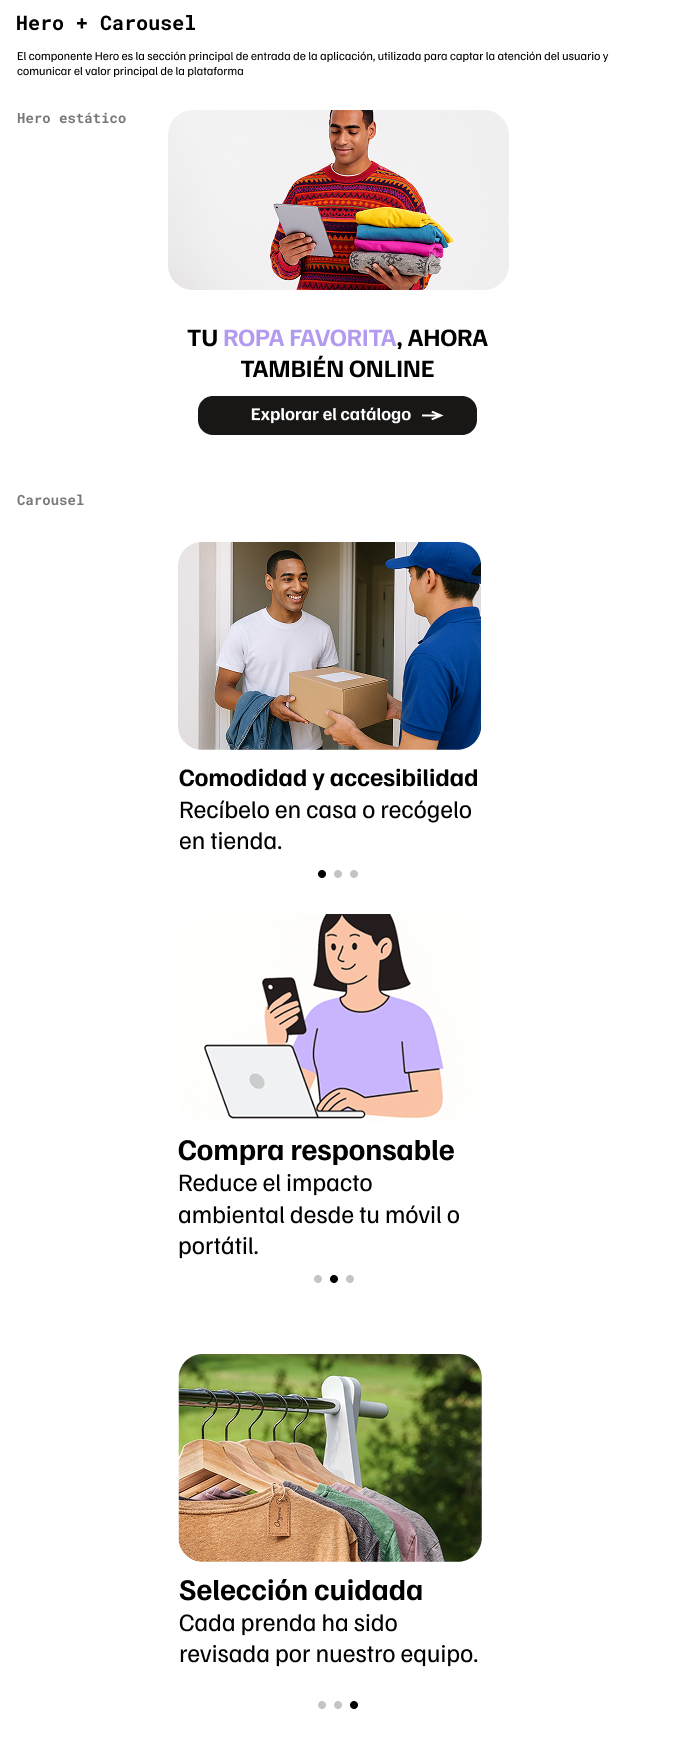 Hero + Carousel
El componente Hero es la sección principal de entrada de la aplicación, utilizada para captar la atención del usuario y
comunicar el valor principal de la plataforma
Hero estático
TU ROPA FAVORITA, AHORA
TAMBIÉN ONLINE
Explorar el catálogo
Carousel
Comodidad y accesibilidad
Recíbelo en casa o recógelo
en tienda.
Compra responsable
Reduce el impacto
ambiental desde tu móvil o
portátil.
Selección cuidada
Cada prenda ha sido
revisada por nuestro equipo.